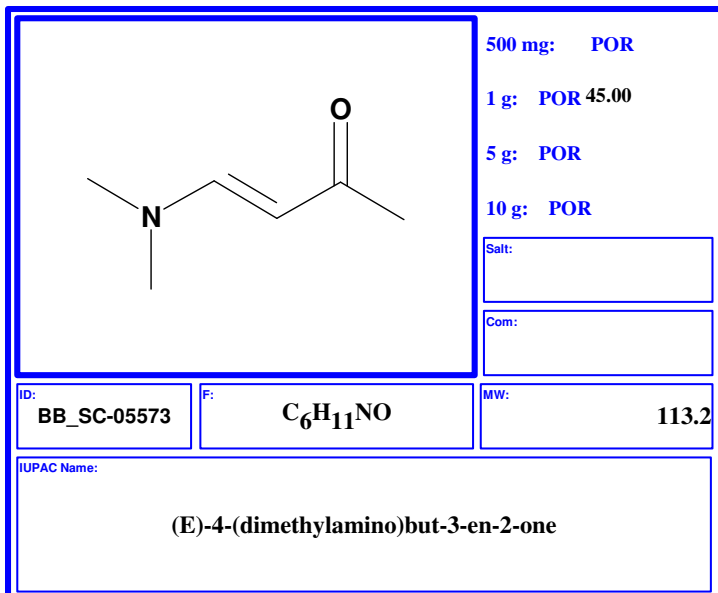 O
N
500 mg: POR
1 g: POR 45.00
5 g: POR
10 g: POR
Salt:
Com:
ID:
BB_SC-05573
F:
C6H11NO
MW:
113.2
IUPAC Name:
(E)-4-(dimethylamino)but-3-en-2-one